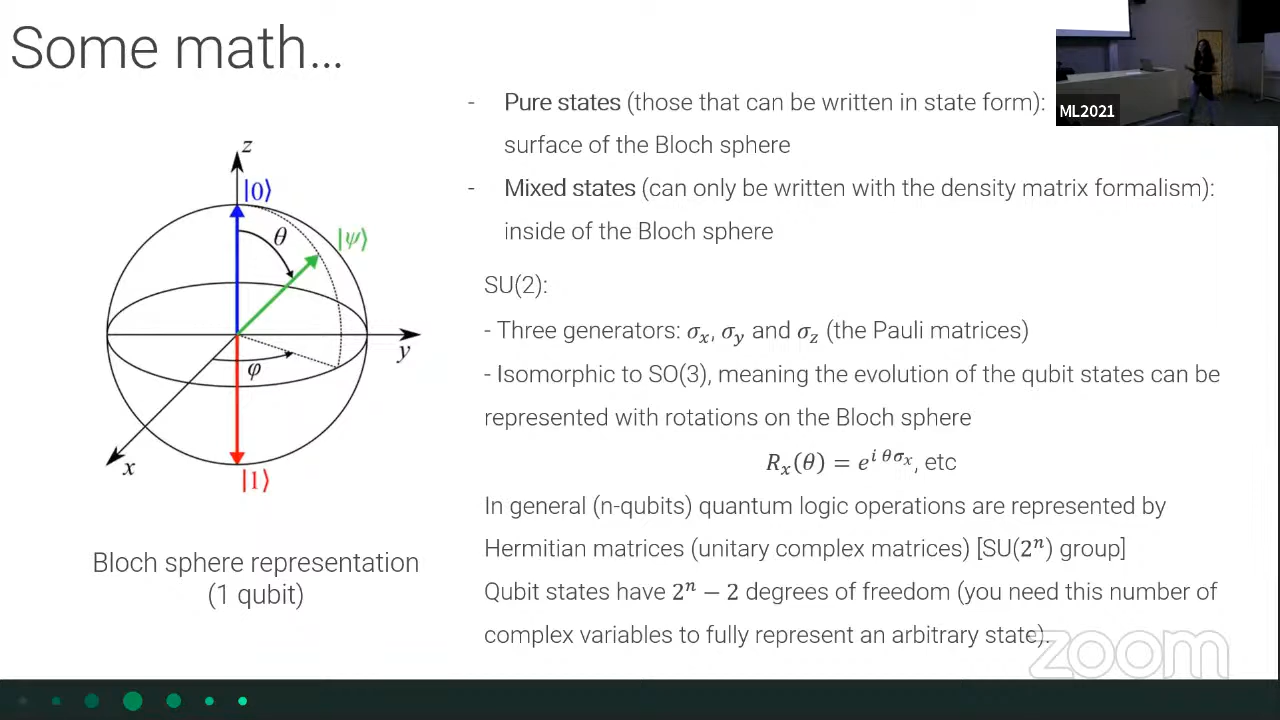 Some math...
ML2021
- Pure states (those that can be written in state form):
surface of the Bloch sphere
- Mixed states (can only be written with the density matrix formalism):
inside of the Bloch sphere
z
|0⟩
θ
|ψ⟩
y
φ
x
|1⟩
Bloch sphere representation
(1 qubit)
SU(2):
- Three generators: σₓ, σ_y and σ_z (the Pauli matrices)
- Isomorphic to SO(3), meaning the evolution of the qubit states can be
represented with rotations on the Bloch sphere
Rₓ(θ) = e^{i θσₓ}, etc
In general (n-qubits) quantum logic operations are represented by
Hermitian matrices (unitary complex matrices) [SU(2ⁿ) group]
Qubit states have 2ⁿ − 2 degrees of freedom (you need this number of
complex variables to fully represent an arbitrary state).
zoom